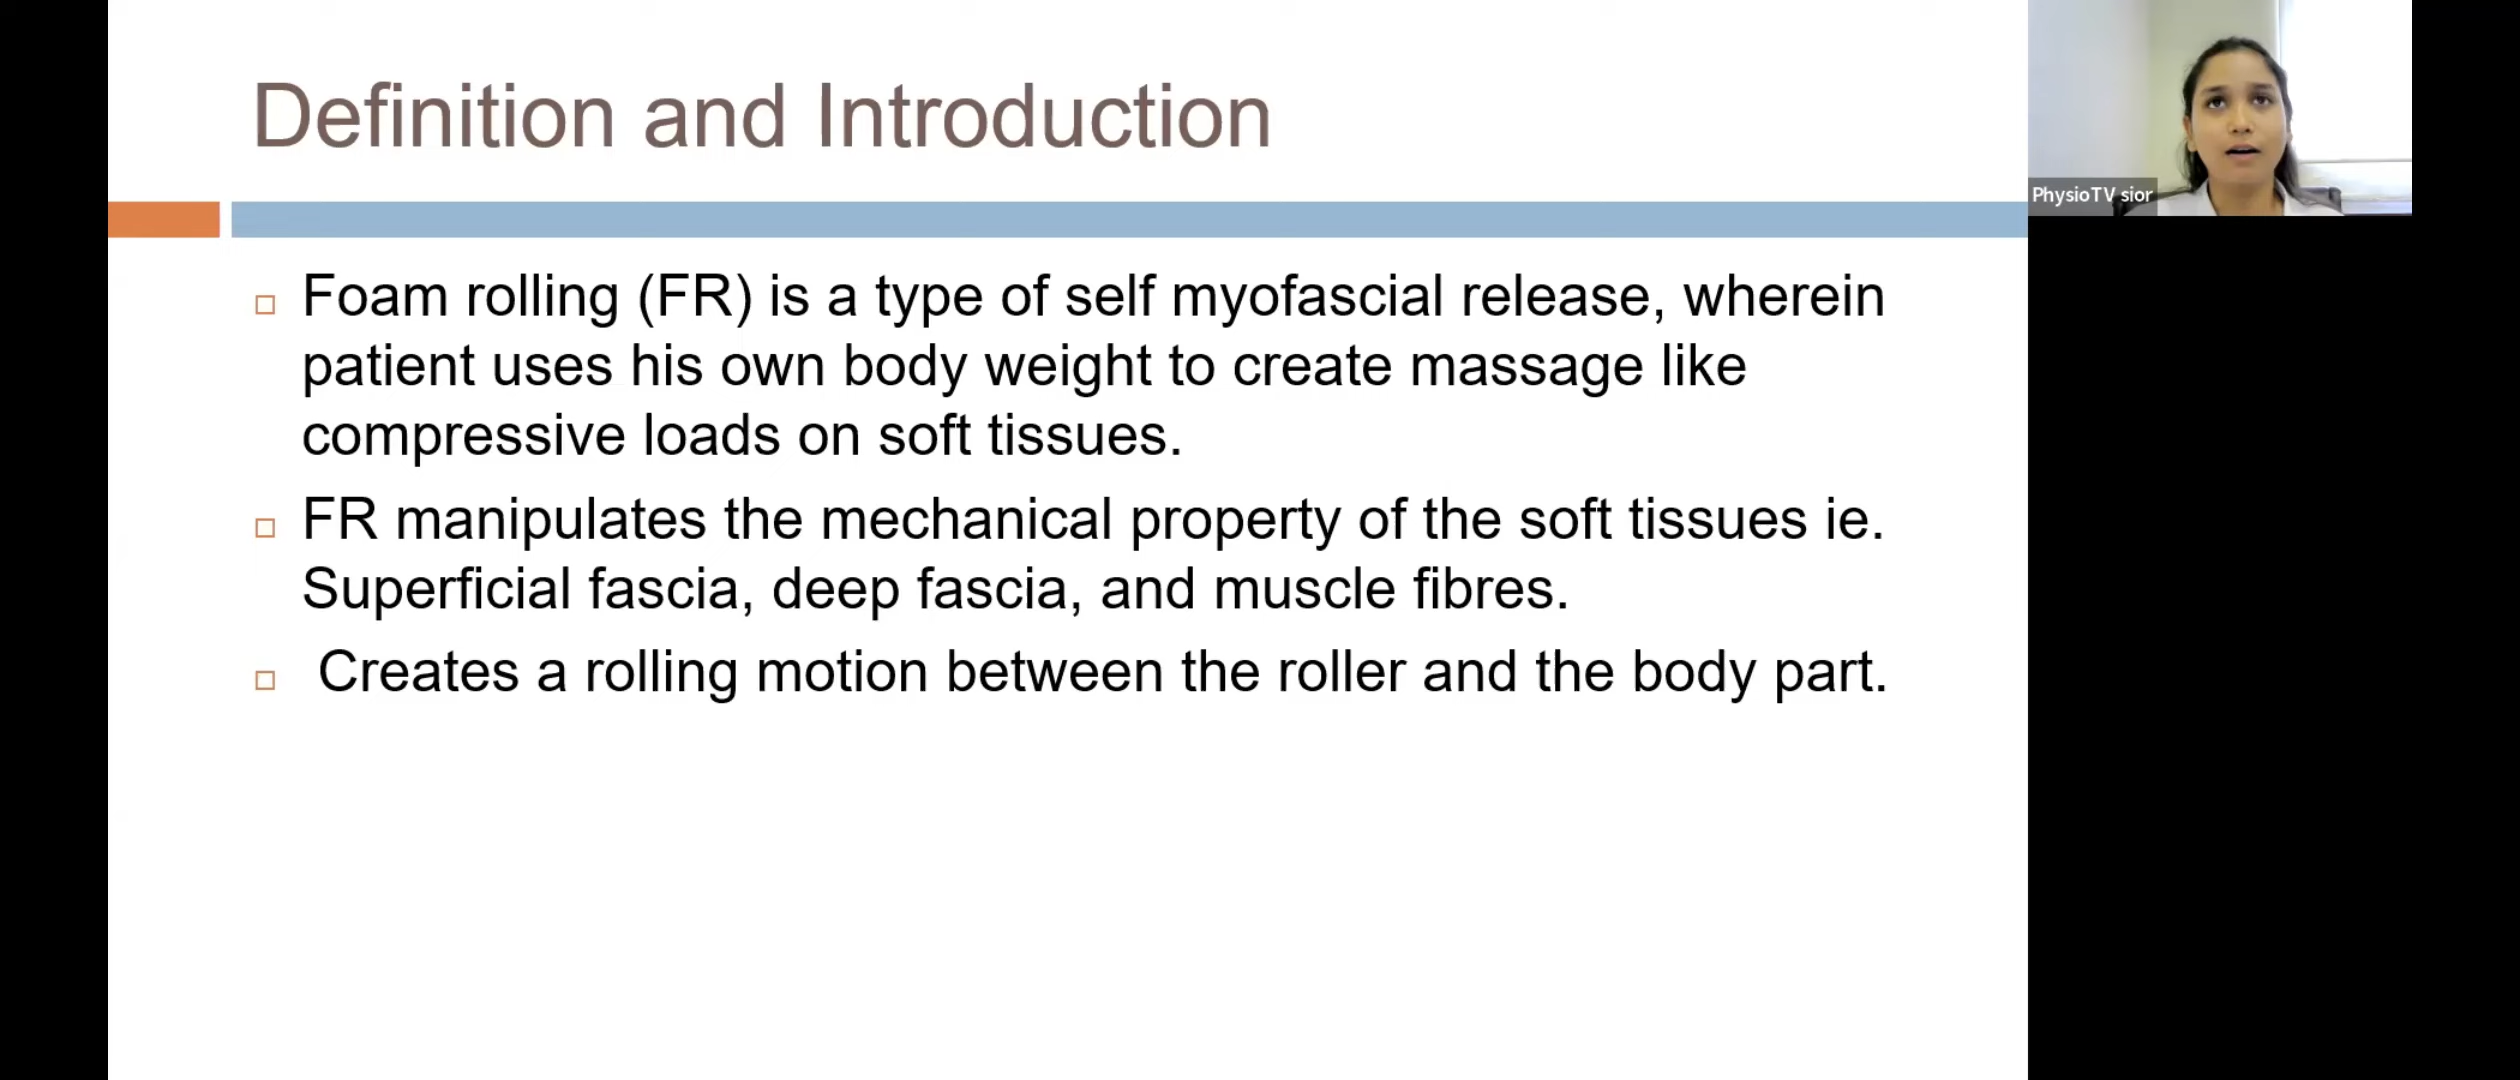 Definition and Introduction
PhysioTV sior
Foam rolling (FR) is a type of self myofascial release, wherein
patient uses his own body weight to create massage like
compressive loads on soft tissues.
FR manipulates the mechanical property of the soft tissues ie.
Superficial fascia, deep fascia, and muscle fibres.
Creates a rolling motion between the roller and the body part.